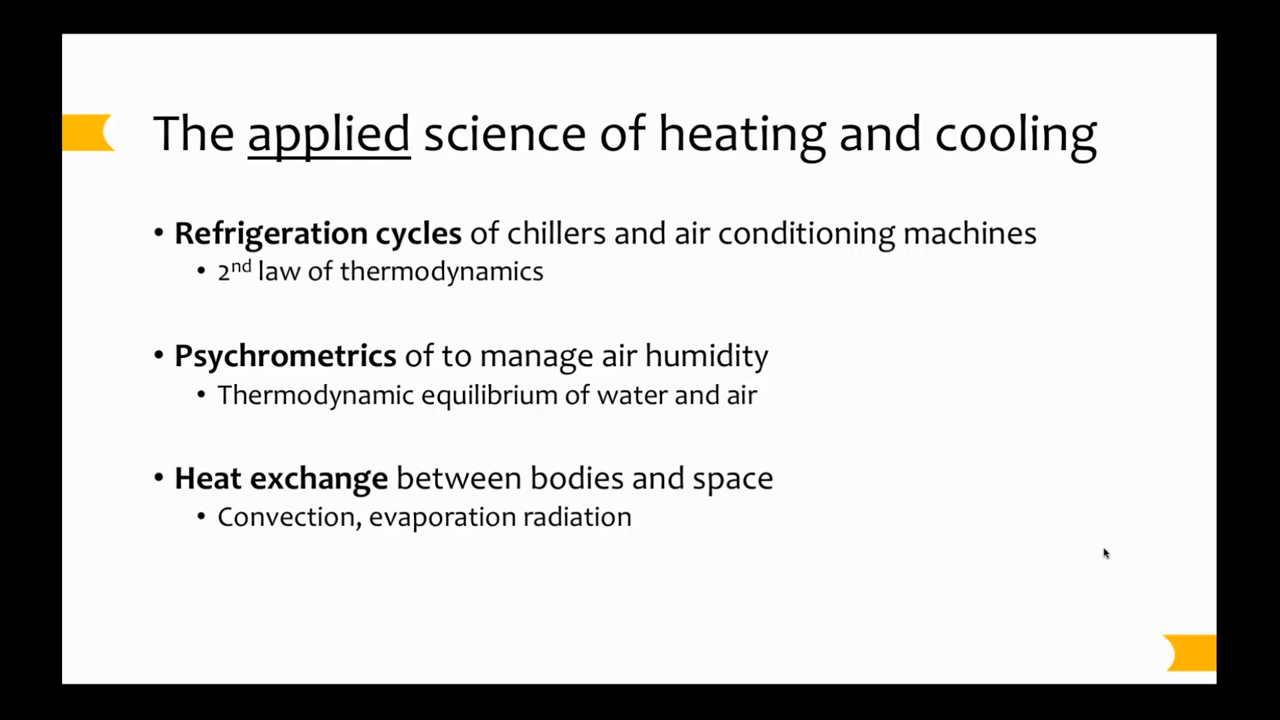 The applied science of heating and cooling
• Refrigeration cycles of chillers and air conditioning machines
• 2nd law of thermodynamics
• Psychrometrics of to manage air humidity
• Thermodynamic equilibrium of water and air
• Heat exchange between bodies and space
• Convection, evaporation radiation